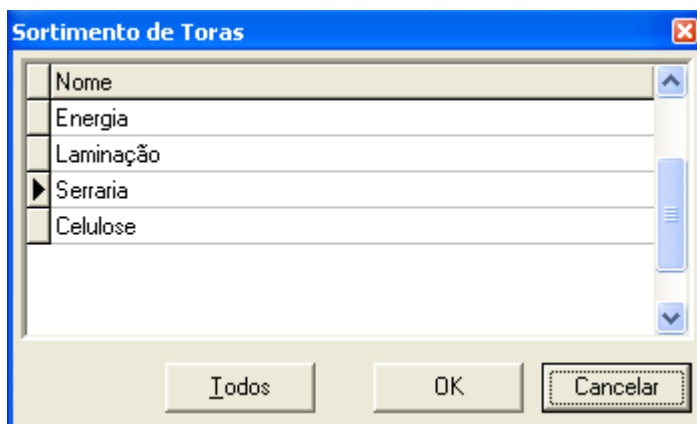 Sortimento de Toras
Nome
Energia
Laminação
Serraria
Celulose
Todos OK Cancelar